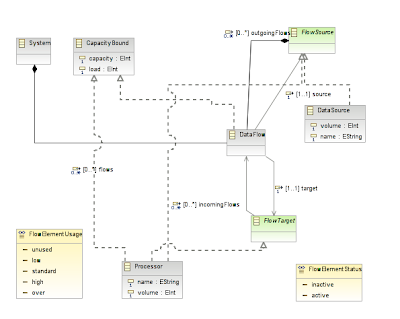 [0..*] outgoingFlows
FlowSource
System
CapacityBound
capacity : EInt
load : EInt
[1..1] source
DataSource
volume : EInt
name : EString
DataFlow
[0..*] flows
[1..1] target
[0..*] incomingFlows
FlowTarget
FlowElementUsage
unused
low
standard
high
over
Processor
name : EString
volume : EInt
FlowElementStatus
inactive
active